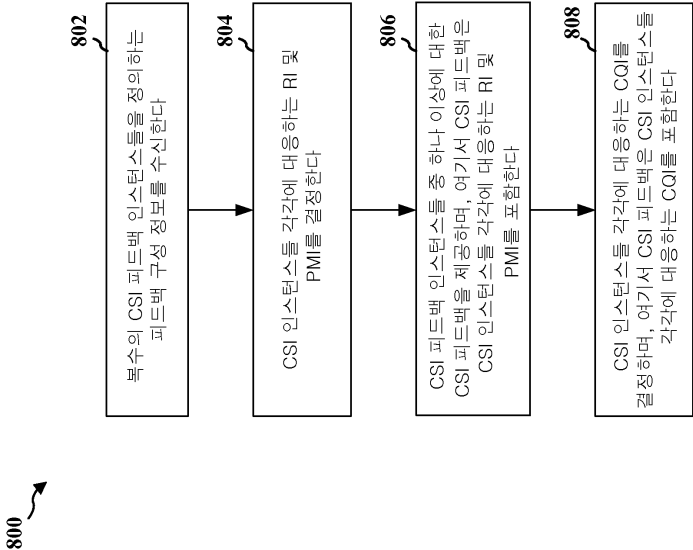 800
802
복수의 CSI 피드백 인스턴스들을 정의하는
피드백 구성 정보를 수신한다
804
CSI 인스턴스들 각각에 대응하는 RI 및
PMI를 결정한다
806
CSI 피드백 인스턴스들 중 하나 이상에 대한
CSI 피드백을 제공하며, 여기서 CSI 피드백은
CSI 인스턴스들 각각에 대응하는 RI 및
PMI를 포함한다
808
CSI 인스턴스들 각각에 대응하는 CQI를
결정하며, 여기서 CSI 피드백은 CSI 인스턴스들
각각에 대응하는 CQI를 포함한다